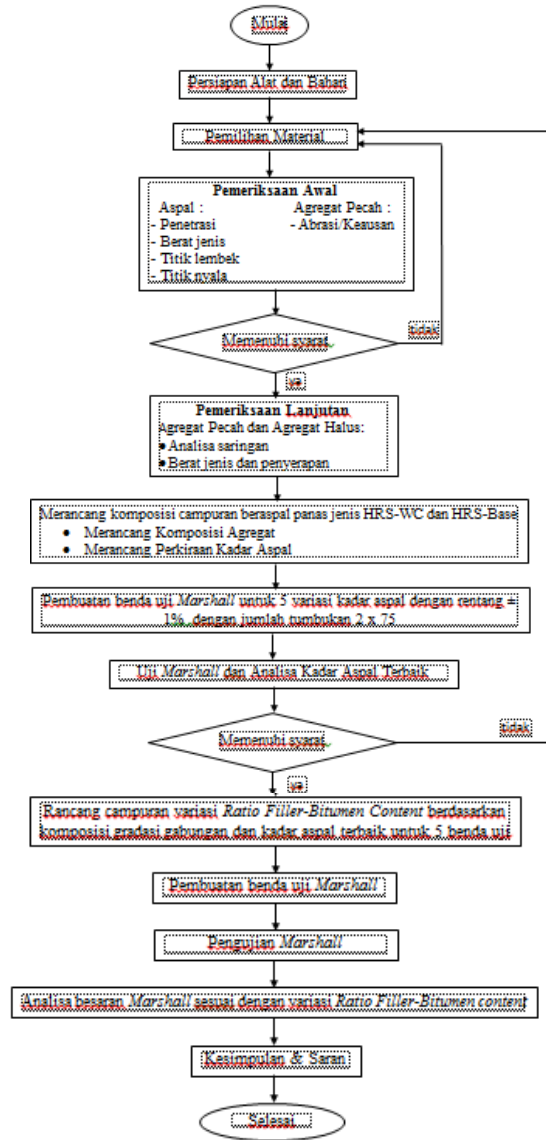 Mulai
Persiapan Alat dan Bahan
Pemilihan Material
Pemeriksaan Awal
Aspal : Agregat Pecah :
- Penetrasi - Abrasi/Keausan
- Berat jenis
- Titik lembek
- Titik nyala
Memenuhi syarat
tidak
ya
Pemeriksaan Lanjutan
Agregat Pecah dan Agregat Halus:
• Analisa saringan
• Berat jenis dan penyerapan
Merancang komposisi campuran beraspal panas jenis HRS-WC dan HRS-Base
• Merancang Komposisi Agregat
• Merancang Perkiraan Kadar Aspal
Pembuatan benda uji Marshall untuk 5 variasi kadar aspal dengan rentang ±
1%, dengan jumlah tumbukan 2 x 75
Uji Marshall dan Analisa Kadar Aspal Terbaik
Memenuhi syarat
tidak
ya
Rancang campuran variasi Ratio Filler-Bitumen Content berdasarkan
komposisi gradasi gabungan dan kadar aspal terbaik untuk 5 benda uji
Pembuatan benda uji Marshall
Pengujian Marshall
Analisa besaran Marshall sesuai dengan variasi Ratio Filler-Bitumen content
Kesimpulan & Saran
Selesai